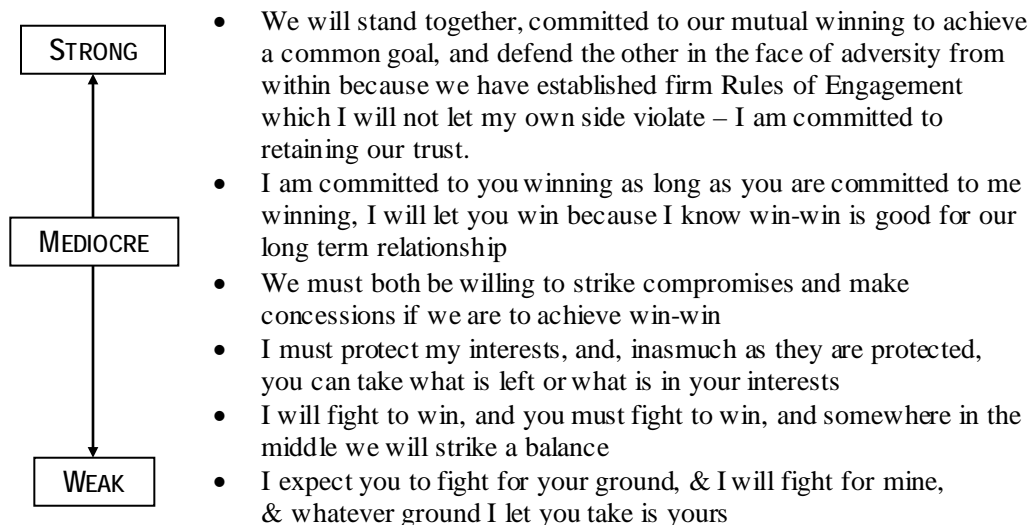 STRONG
MEDIOCRE
WEAK
• We will stand together, committed to our mutual winning to achieve
a common goal, and defend the other in the face of adversity from
within because we have established firm Rules of Engagement
which I will not let my own side violate – I am committed to
retaining our trust.
• I am committed to you winning as long as you are committed to me
winning, I will let you win because I know win-win is good for our
long term relationship
• We must both be willing to strike compromises and make
concessions if we are to achieve win-win
• I must protect my interests, and, inasmuch as they are protected,
you can take what is left or what is in your interests
• I will fight to win, and you must fight to win, and somewhere in the
middle we will strike a balance
• I expect you to fight for your ground, & I will fight for mine,
& whatever ground I let you take is yours